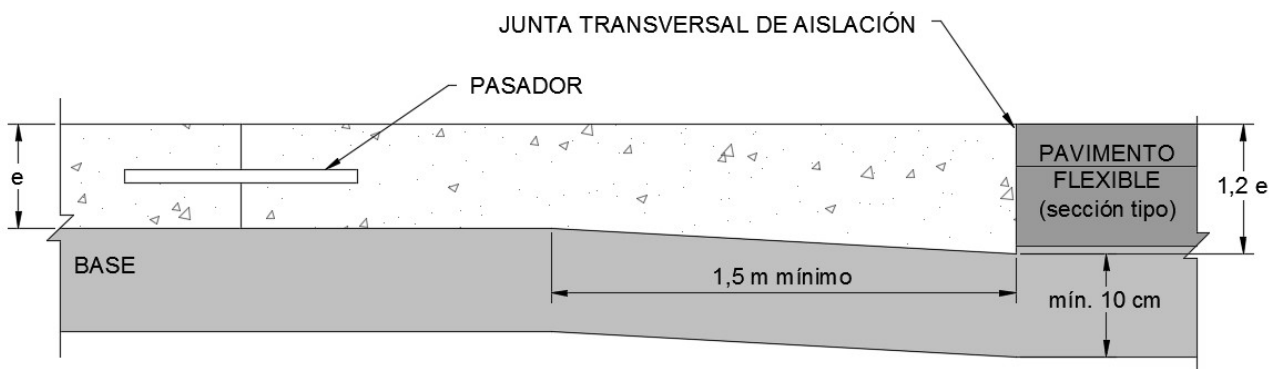 JUNTA TRANSVERSAL DE AISLACIÓN
PASADOR
e
PAVIMENTO
FLEXIBLE
(sección tipo)
1,2 e
BASE
1,5 m mínimo
mín. 10 cm